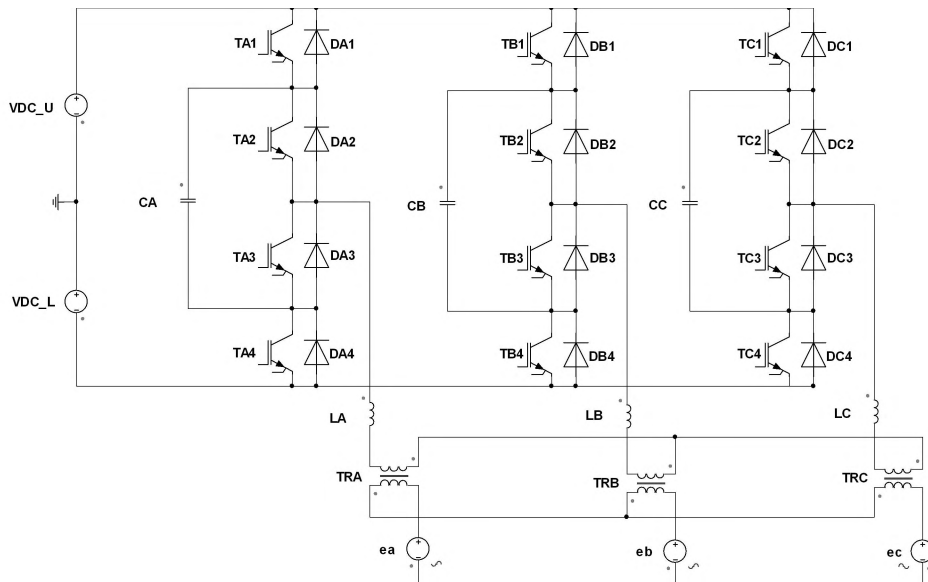 TA1 DA1 TB1 DB1 TC1 DC1
VDC_U
TA2 DA2 TB2 DB2 TC2 DC2
CA CB CC
TA3 DA3 TB3 DB3 TC3 DC3
VDC_L
TA4 DA4 TB4 DB4 TC4 DC4
LA LB LC
TRA TRB TRC
ea eb ec